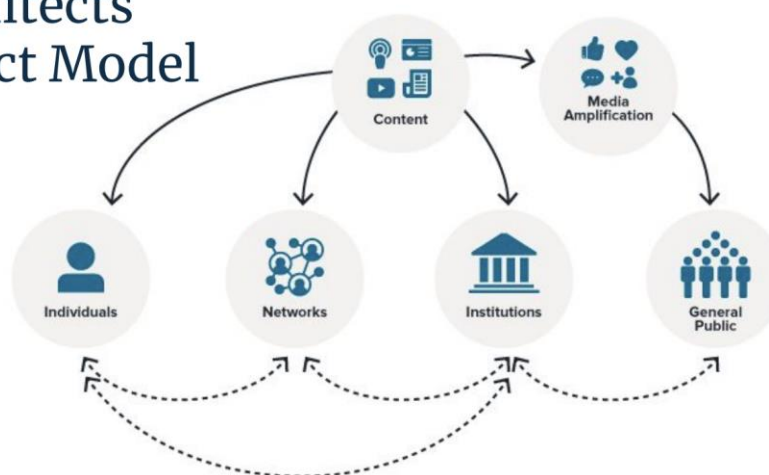 itects
ct Model
Content
Media
Amplification
Individuals
Networks
Institutions
General
Public